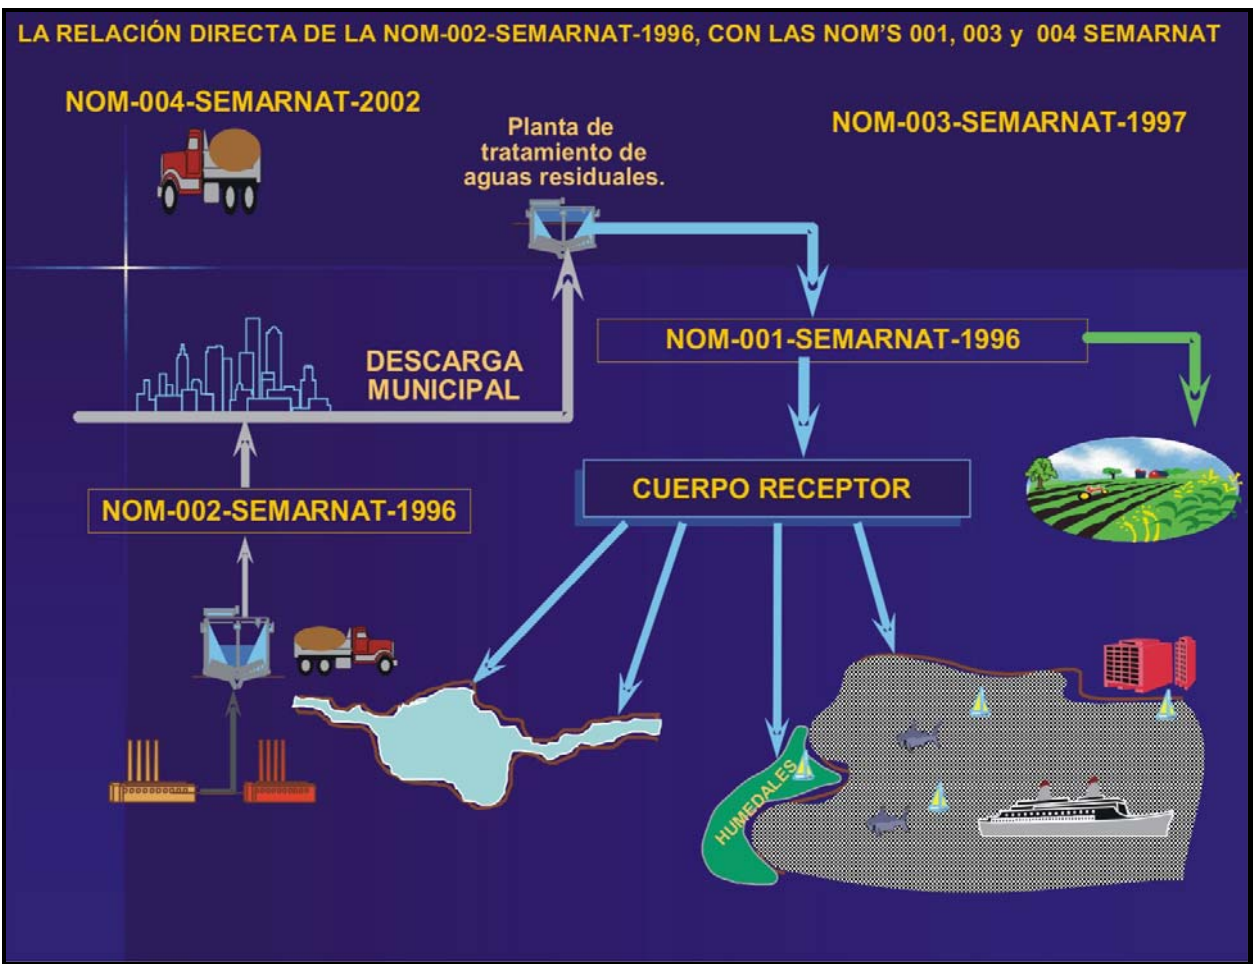 LA RELACIÓN DIRECTA DE LA NOM-002-SEMARNAT-1996, CON LAS NOM'S 001, 003 y 004 SEMARNAT
NOM-004-SEMARNAT-2002
NOM-003-SEMARNAT-1997
Planta de
tratamiento de
aguas residuales.
NOM-001-SEMARNAT-1996
DESCARGA
MUNICIPAL
CUERPO RECEPTOR
NOM-002-SEMARNAT-1996
HUMEDALES